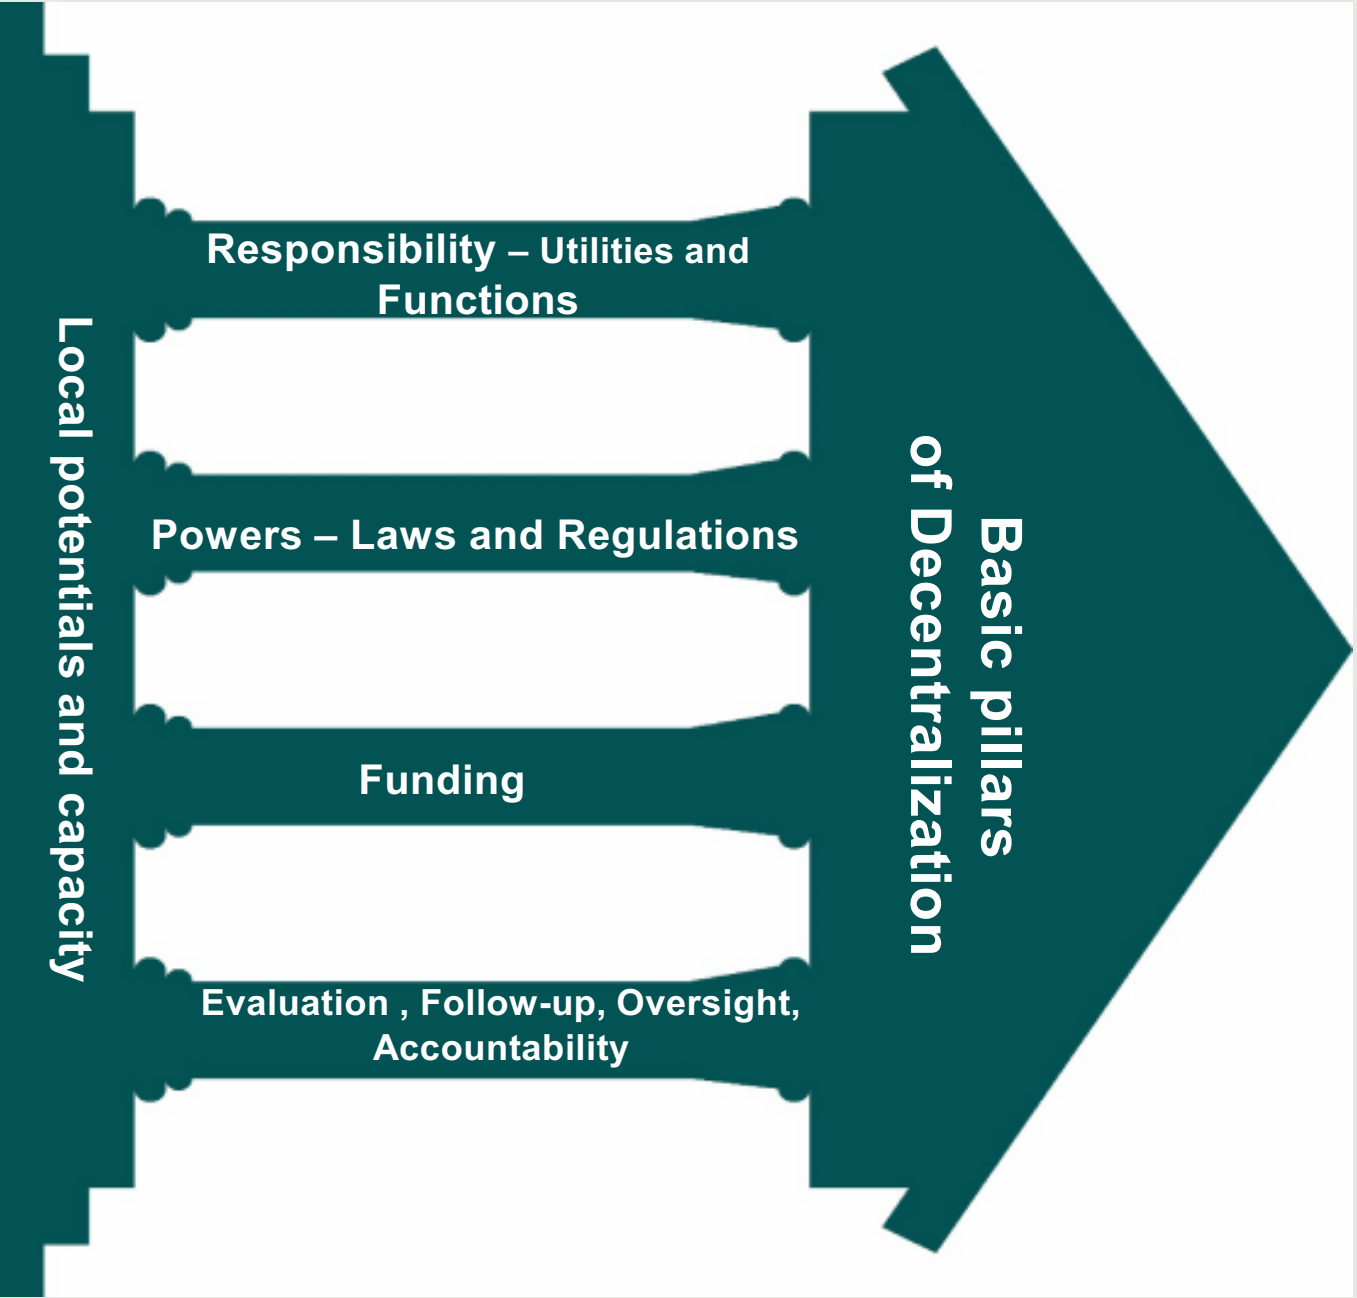 Basic pillars
of Decentralization
Responsibility – Utilities and
Functions
Powers – Laws and Regulations
Funding
Evaluation , Follow-up, Oversight,
Accountability
Local potentials and capacity